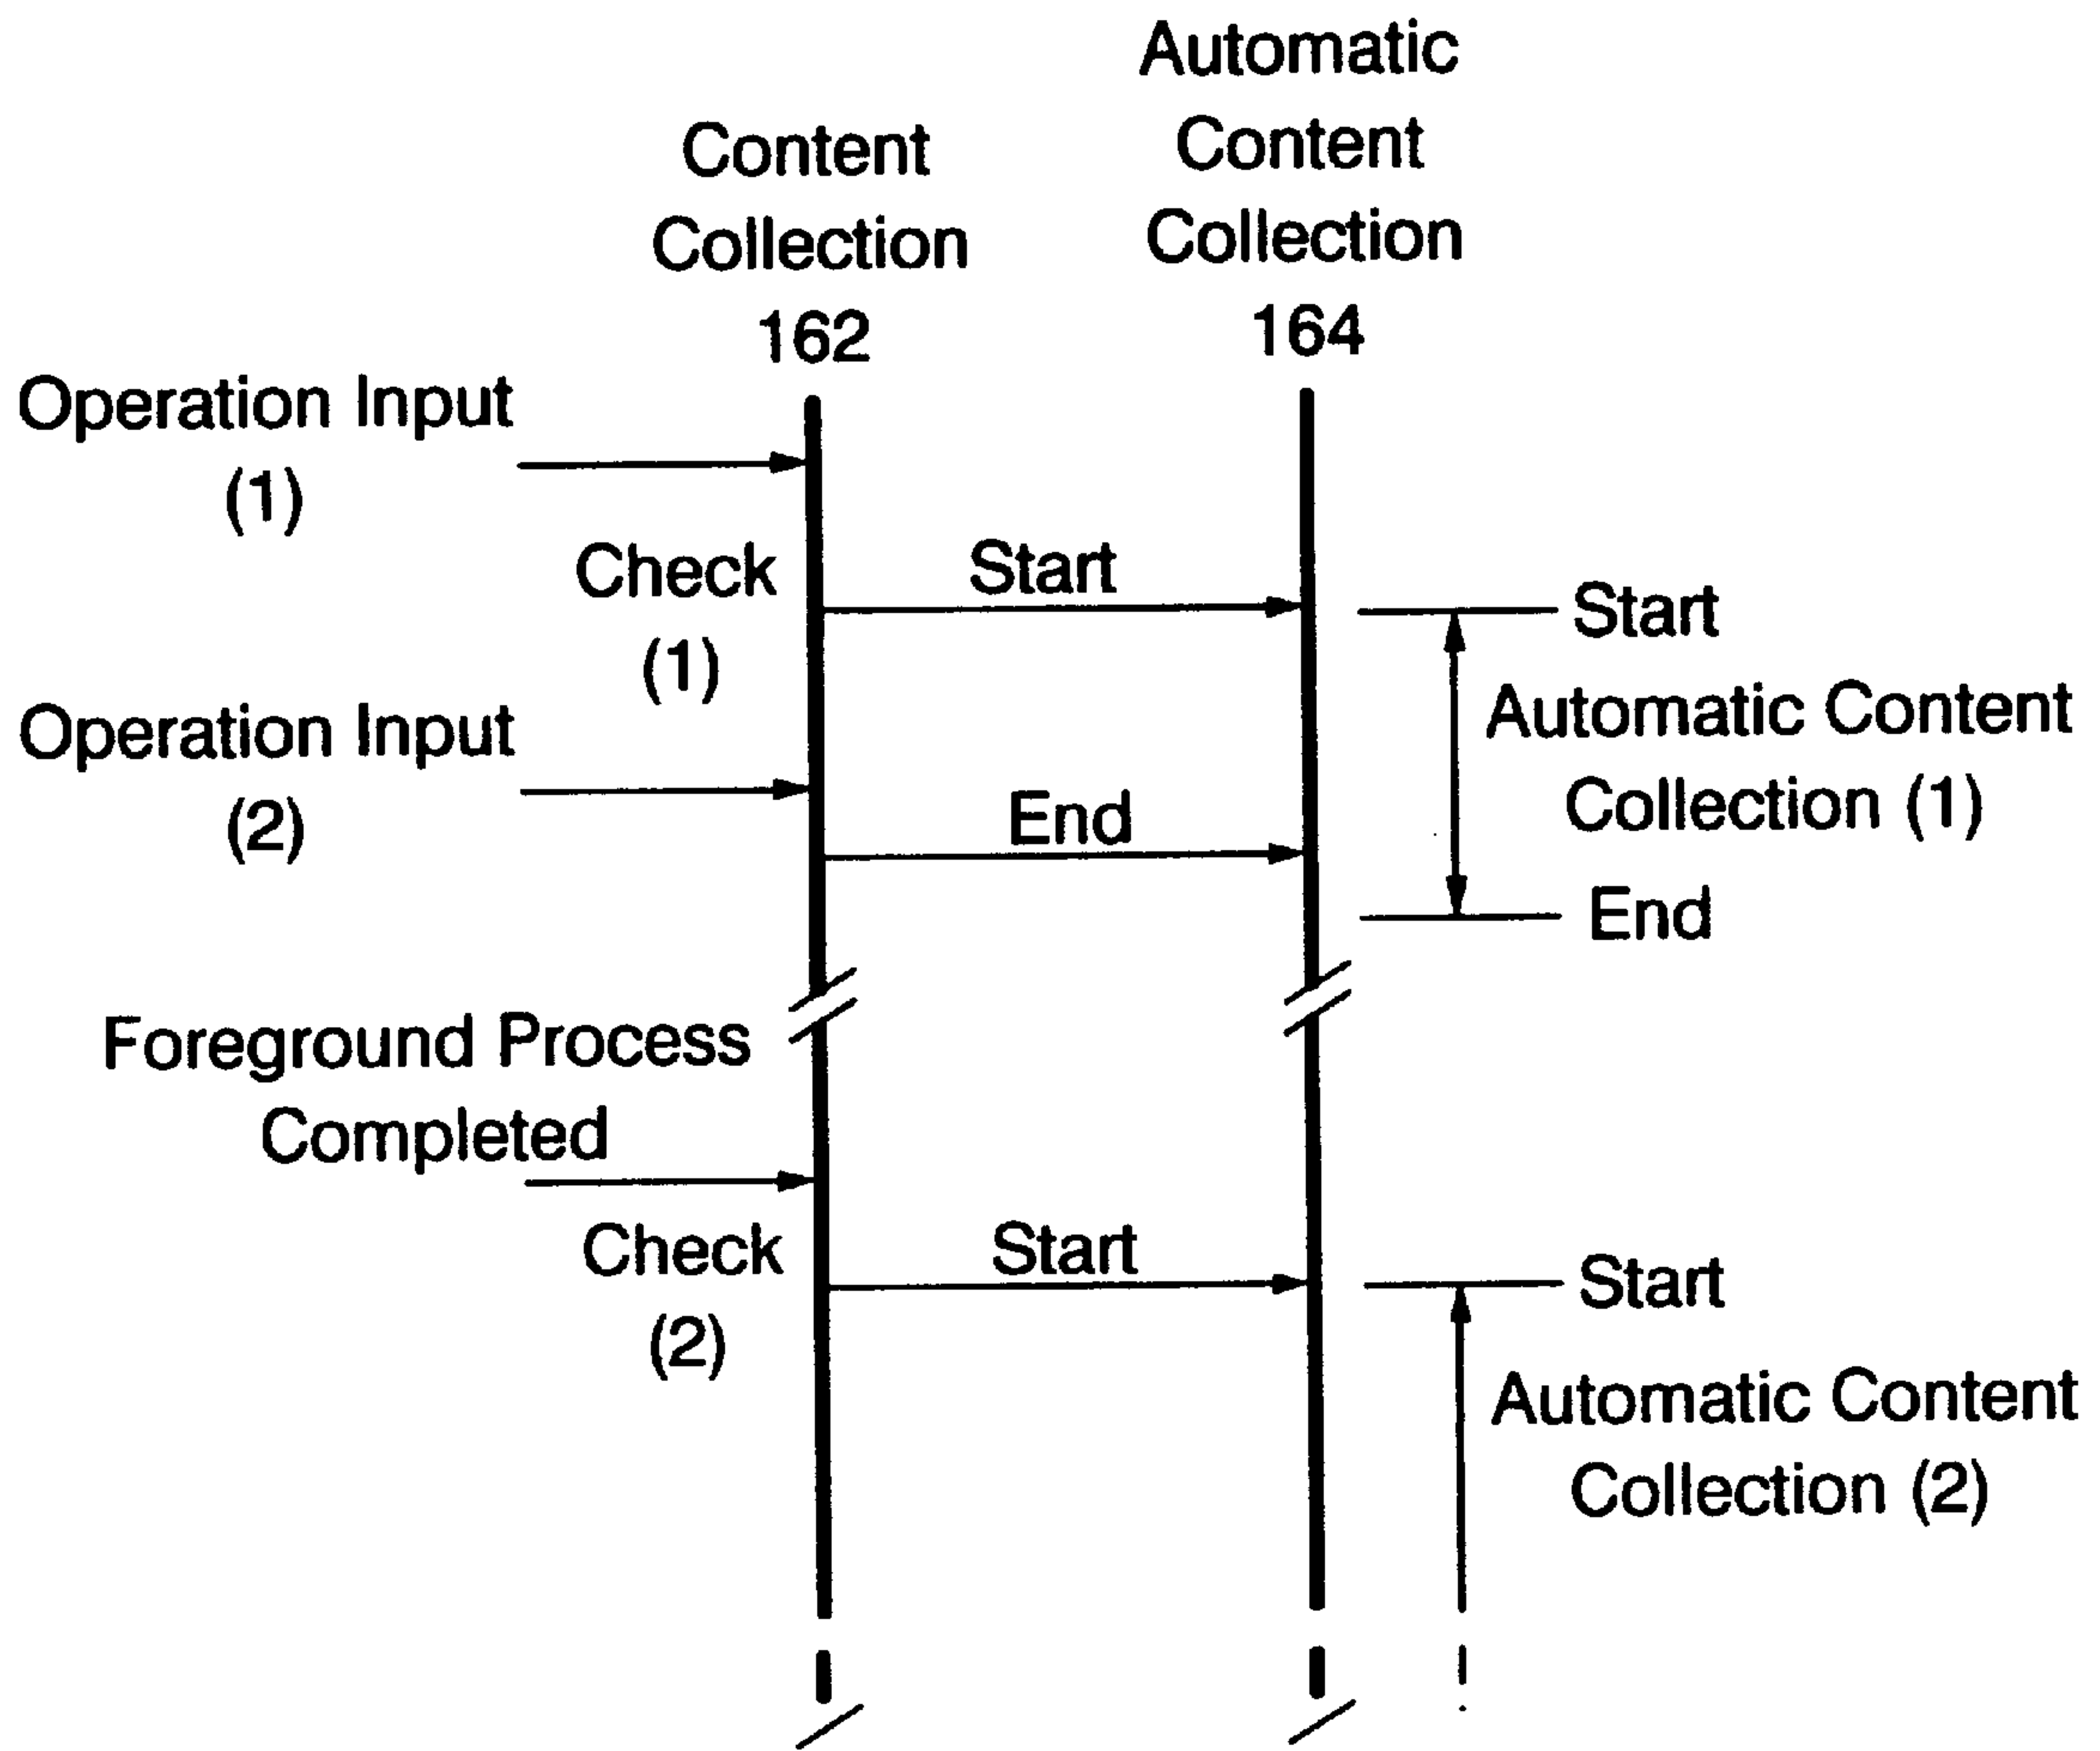 Automatic
Content
Collection
164
Content
Collection
162
Operation Input
(1)
Check
(1)
Start
Start
Automatic Content
Collection (1)
End
Operation Input
(2)
End
Foreground Process
Completed
Check
(2)
Start
Start
Automatic Content
Collection (2)